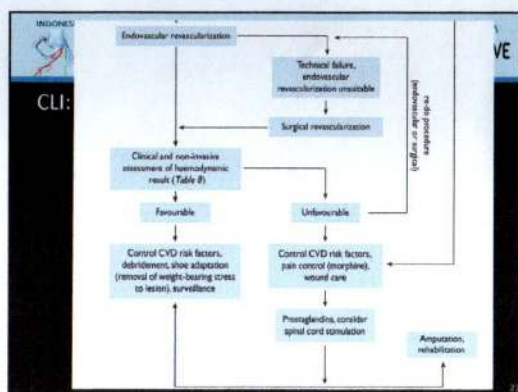 INDONES
VE
CLI:
Endovascular revascularization
Technical failure,
endovascular
revascularization unsuitable
Surgical revascularization
re-do procedure
(endovascular or surgical)
Clinical and non-invasive
assessment of haemodynamic
result (Table 8)
Favourable
Unfavourable
Control CVD risk factors,
debridement, shoe adaptation
(removal of weight-bearing stress
to lesion), surveillance
Control CVD risk factors,
pain control (morphine),
wound care
Prostaglandins, consider
spinal cord stimulation
Amputation,
rehabilitation